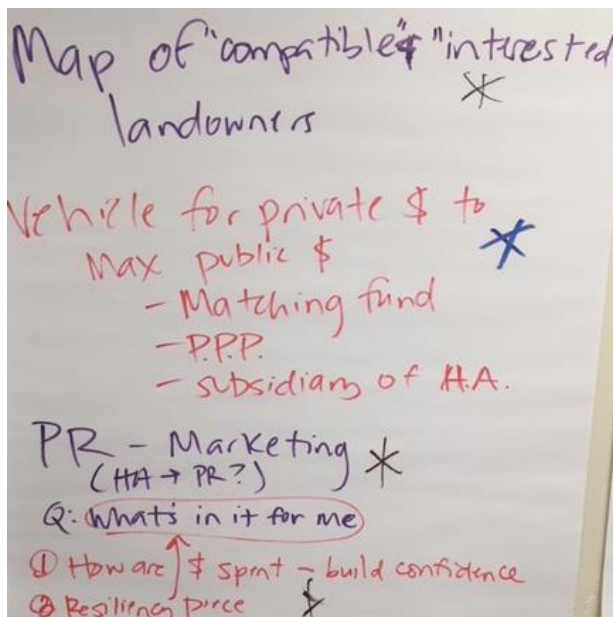 Map of "compatible" & "interested
landowners
Vehicle for private $ to
Max public $
- Matching fund
- P.P.P.
- subsidiary of H.A.
PR - Marketing
(HA → PR?)
Q: What's in it for me
① How are $ spent - build confidence
② Resiliency piece